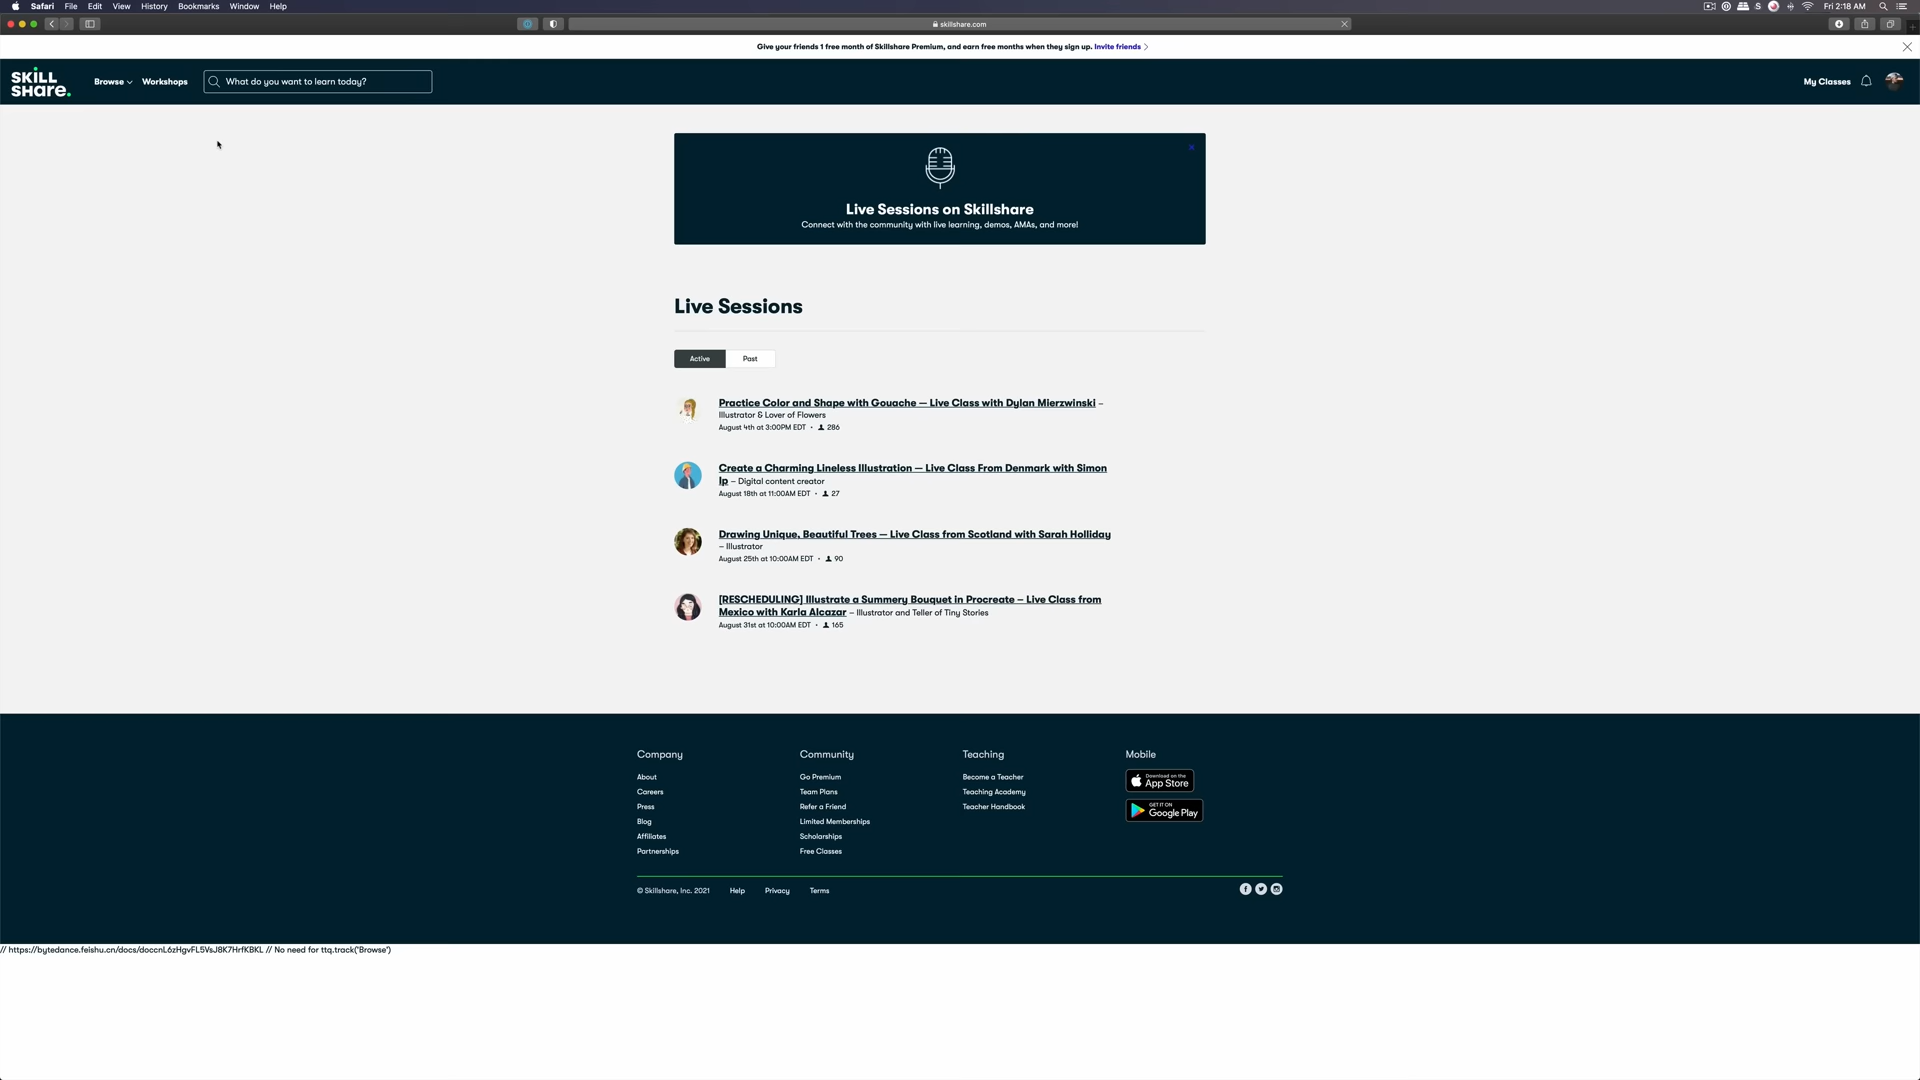 Safari File Edit View History Bookmarks Window Help
Fri 2:18 AM
skillshare.com
Give your friends 1 free month of Skillshare Premium, and earn free months when they sign up. Invite friends
SKILL
SHARE.
Browse
Workshops
What do you want to learn today?
My Classes
Live Sessions on Skillshare
Connect with the community with live learning, demos, AMAs, and more!
Live Sessions
Active
Past
Practice Color and Shape with Gouache — Live Class with Dylan Mierzwinski –
Illustrator & Lover of Flowers
August 4th at 3:00PM EDT • 286
Create a Charming Lineless Illustration — Live Class From Denmark with Simon
Ip – Digital content creator
August 18th at 11:00AM EDT • 27
Drawing Unique, Beautiful Trees — Live Class from Scotland with Sarah Holliday
– Illustrator
August 25th at 10:00AM EDT • 90
[RESCHEDULING] Illustrate a Summery Bouquet in Procreate – Live Class from
Mexico with Karla Alcazar – Illustrator and Teller of Tiny Stories
August 31st at 10:00AM EDT • 165
Company
About
Careers
Press
Blog
Affiliates
Partnerships
Community
Go Premium
Team Plans
Refer a Friend
Limited Memberships
Scholarships
Free Classes
Teaching
Become a Teacher
Teaching Academy
Teacher Handbook
Mobile
Download on the
App Store
GET IT ON
Google Play
© Skillshare, Inc. 2021
Help
Privacy
Terms
// https://bytedance.feishu.cn/docs/doccnL6zHgvFL5VsJ8K7HrfKBKL // No need for ttq.track('Browse')